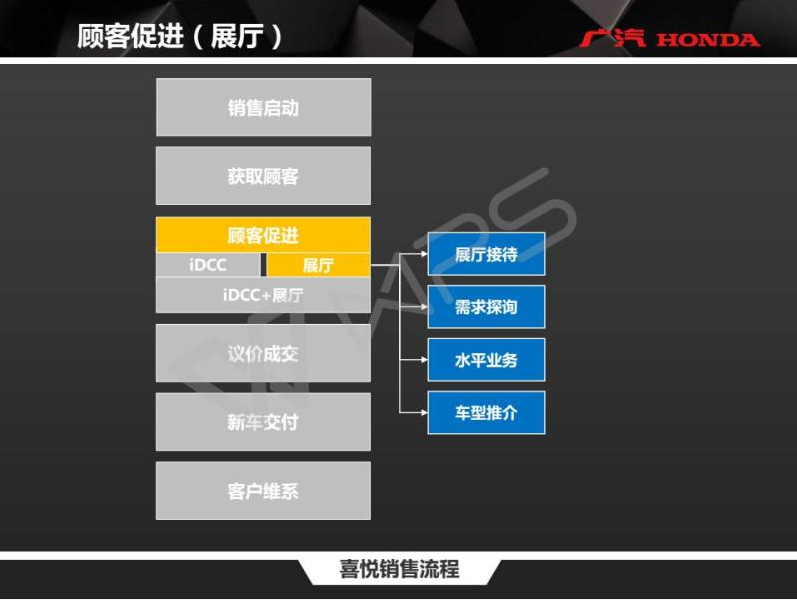 顾客促进（展厅）
广汽 HONDA
销售启动
获取顾客
顾客促进
iDCC
展厅
iDCC+展厅
议价成交
新车交付
客户维系
展厅接待
需求探询
水平业务
车型推介
WPS
喜悦销售流程